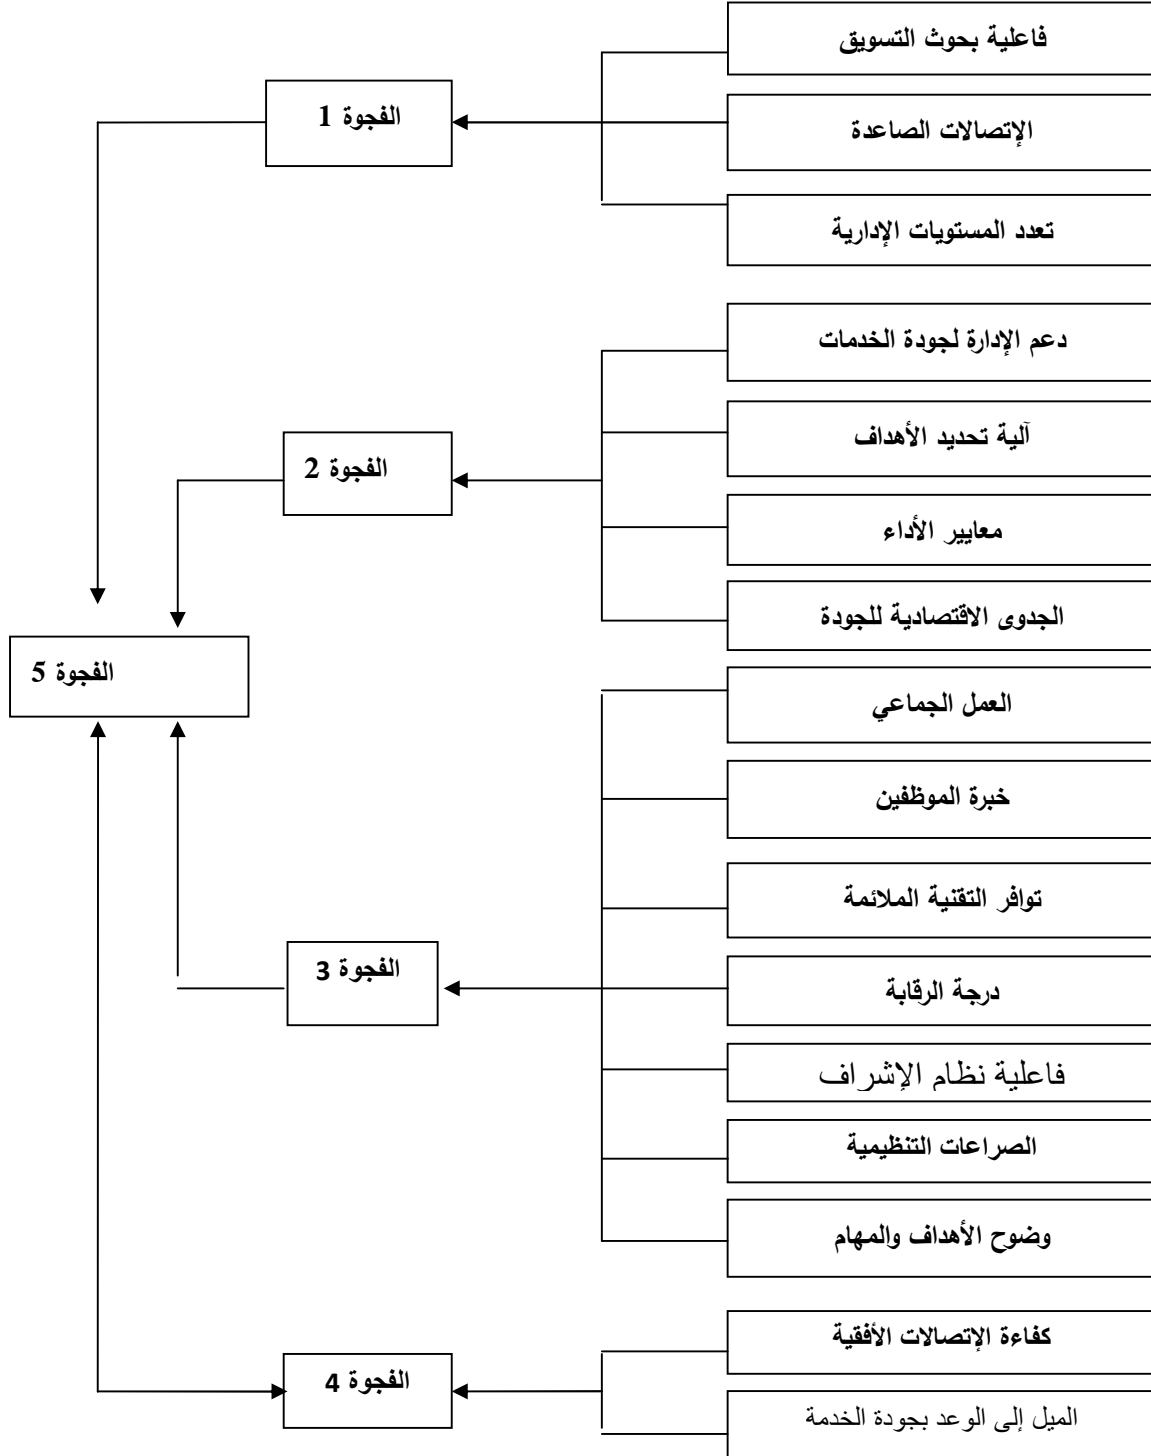 فاعلية بحوث التسويق
الفجوة 1
الإتصالات الصاعدة
تعدد المستويات الإدارية
دعم الإدارة لجودة الخدمات
آلية تحديد الأهداف
الفجوة 2
معايير الأداء
الجدوى الاقتصادية للجودة
الفجوة 5
العمل الجماعي
خبرة الموظفين
توافر التقنية الملائمة
الفجوة 3
درجة الرقابة
فاعلية نظام الإشراف
الصراعات التنظيمية
وضوح الأهداف والمهام
كفاءة الإتصالات الأفقية
الفجوة 4
الميل إلى الوعد بجودة الخدمة